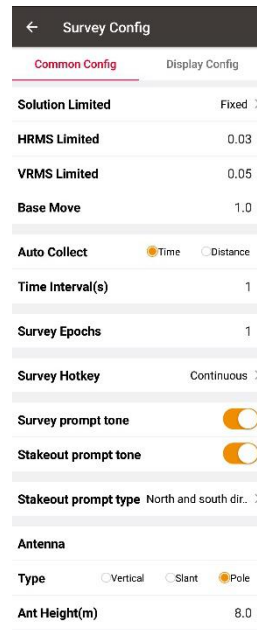 Survey Config
Common Config Display Config
Solution Limited Fixed
HRMS Limited 0.03
VRMS Limited 0.05
Base Move 1.0
Auto Collect Time Distance
Time Interval(s) 1
Survey Epochs 1
Survey Hotkey Continuous
Survey prompt tone
Stakeout prompt tone
Stakeout prompt type North and south dir..
Antenna
Type Vertical Slant Pole
Ant Height(m) 8.0